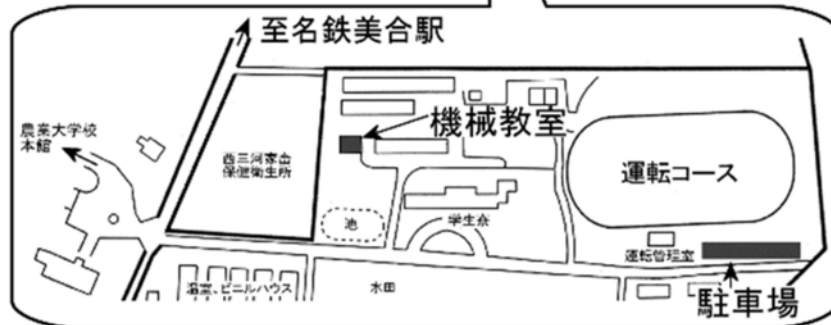 至名鉄美合駅
農業大学校
本館
西三河家畜
保健衛生所
機械教室
運転コース
池
学生寮
運転管理室
温室、ビニルハウス
水田
駐車場